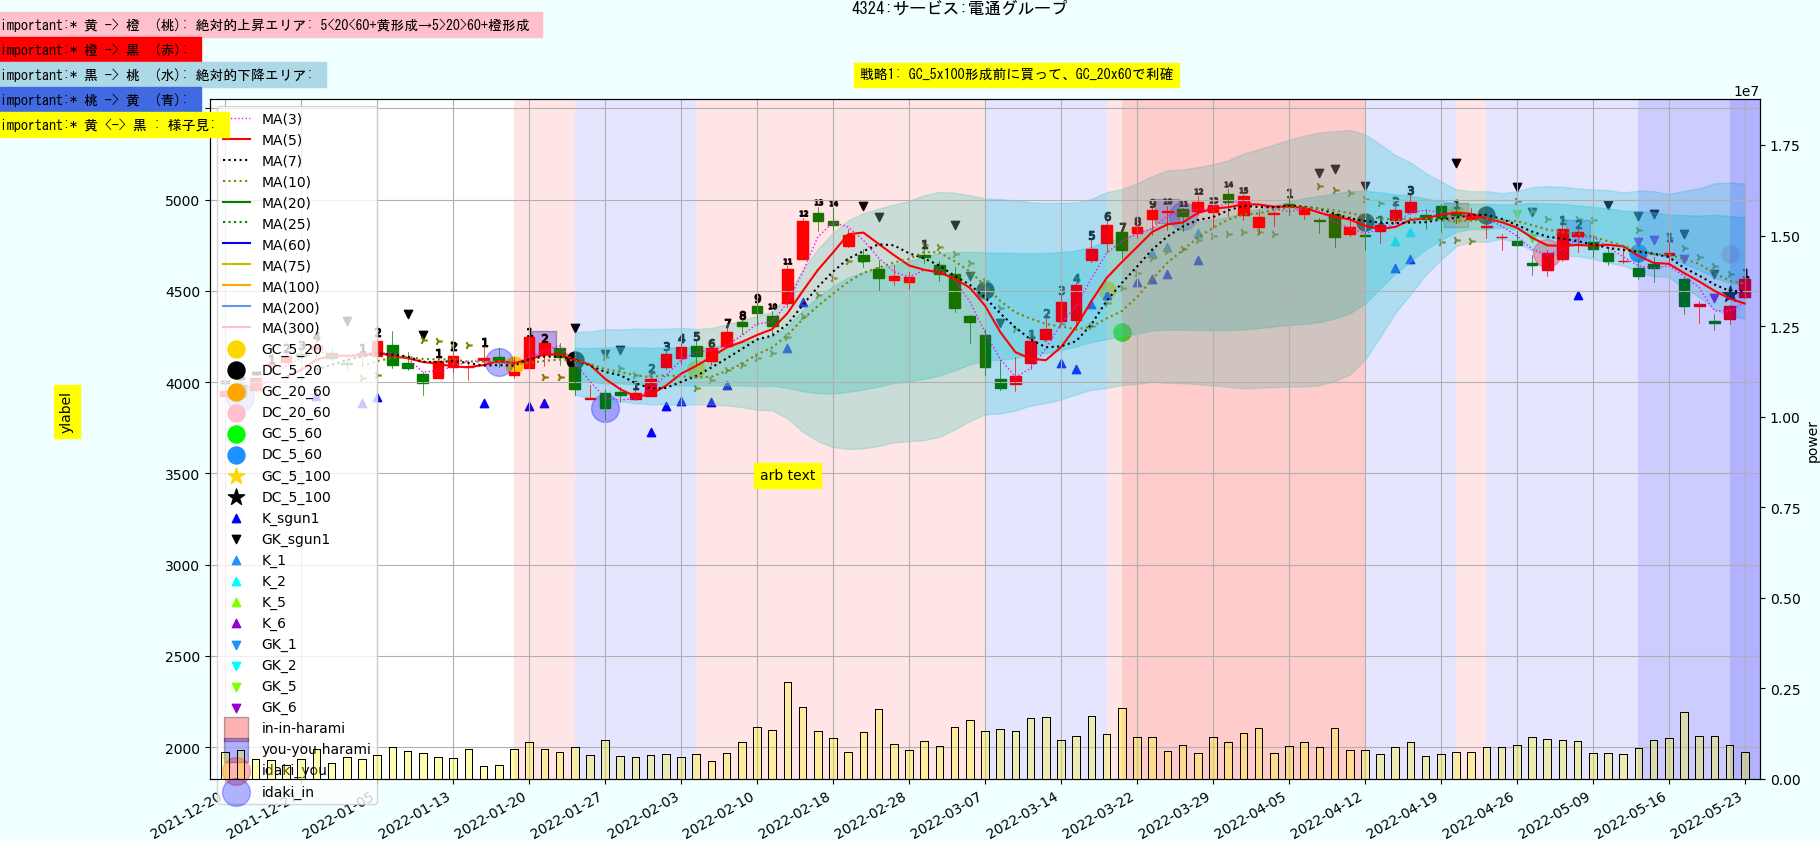 4324:サービス:電通グループ
important:* 黄 -> 橙 (桃): 絶対的上昇エリア: 5<20<60+黄形成→5>20>60+橙形成
important:* 橙 -> 黒 (赤):
important:* 黒 -> 桃 (水): 絶対的下降エリア:
戦略1: GC_5x100形成前に買って、GC_20x60で利確
important:* 桃 -> 黄 (青):
important:* 黄 <-> 黒 : 様子見:
1e7
MA(3)
MA(5)
MA(7)
MA(10)
MA(20)
MA(25)
MA(60)
MA(75)
MA(100)
MA(200)
MA(300)
GC_5_20
DC_5_20
GC_20_60
DC_20_60
GC_5_60
DC_5_60
GC_5_100
DC_5_100
K_sgun1
GK_sgun1
K_1
K_2
K_5
K_6
GK_1
GK_2
GK_5
GK_6
in-in-harami
you-you_harami
idaki_you
idaki_in
5000
4500
4000
3500
3000
2500
2000
ylabel
arb text
1.75
1.50
1.25
1.00
0.75
0.50
0.25
0.00
power
2021-12-20
2022-01-05
2022-01-13
2022-01-20
2022-01-27
2022-02-03
2022-02-10
2022-02-18
2022-02-28
2022-03-07
2022-03-14
2022-03-22
2022-03-29
2022-04-05
2022-04-12
2022-04-19
2022-04-26
2022-05-09
2022-05-16
2022-05-23